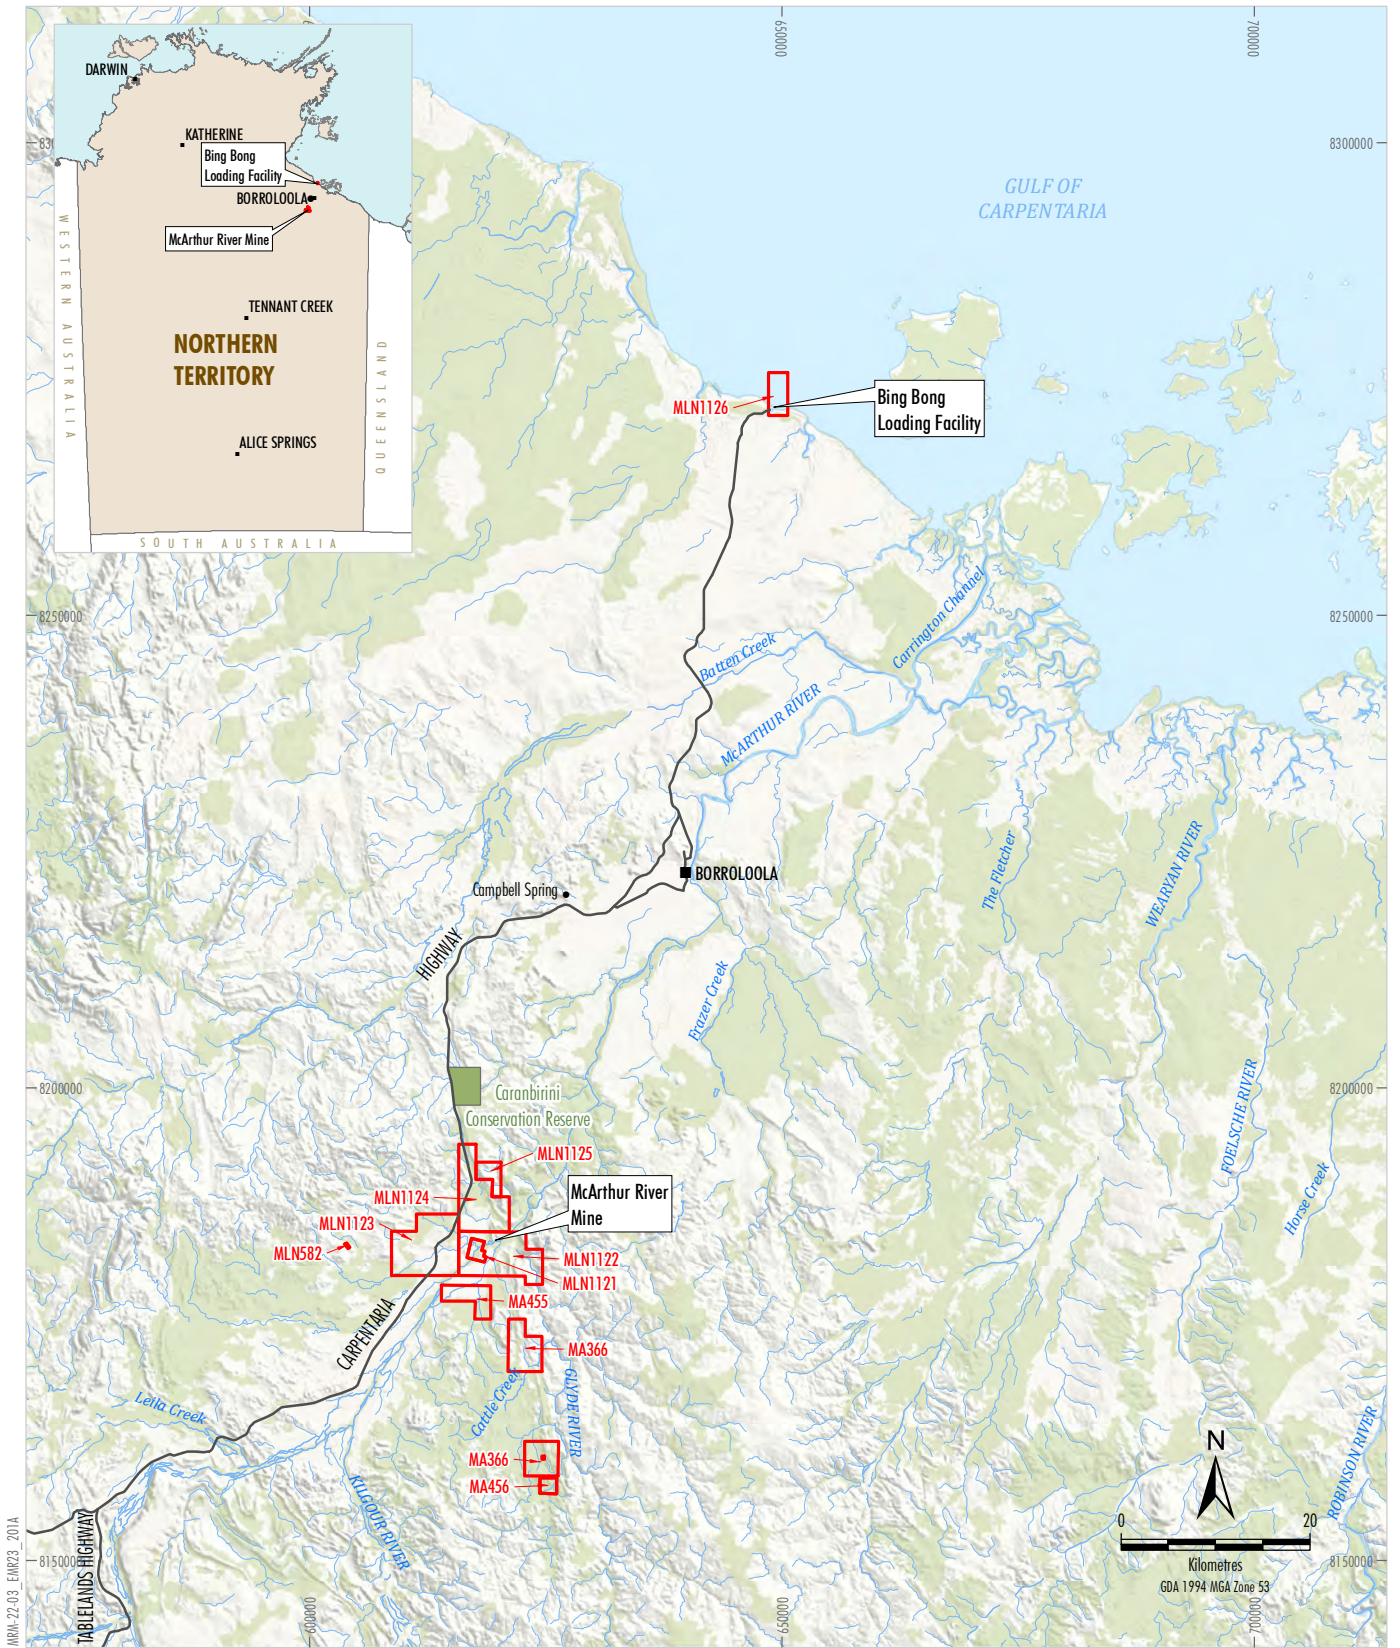 650000
700000
DARWIN
KATHERINE
Bing Bong
Loading Facility
BORROLOOLA
McArthur River Mine
TENNANT CREEK
NORTHERN
TERRITORY
ALICE SPRINGS
WESTERN AUSTRALIA
QUEENSLAND
SOUTH AUSTRALIA
8300000
GULF OF
CARPENTARIA
MLN1126
Bing Bong
Loading Facility
8250000
8250000
Carrington Channel
Batten Creek
McARTHUR RIVER
The Fletcher
WEARYAN RIVER
BORROLOOLA
Campbell Spring
HIGHWAY
Frazer Creek
8200000
8200000
Caranbirini
Conservation Reserve
FOELSCHE RIVER
Horse Creek
MLN1125
McArthur River
Mine
MLN1124
MLN1123
MLN582
MLN1122
MLN1121
MA455
CARPENTARIA
MA366
Cattle Creek
GLYDE RIVER
Leila Creek
MA366
MA456
KILGOUR RIVER
ROBINSON RIVER
N
0
20
Kilometres
GDA 1994 MGA Zone 53
8150000
8150000
TABLELANDS HIGHWAY
MRM-22-03_EMR23_201A
600000
650000
700000